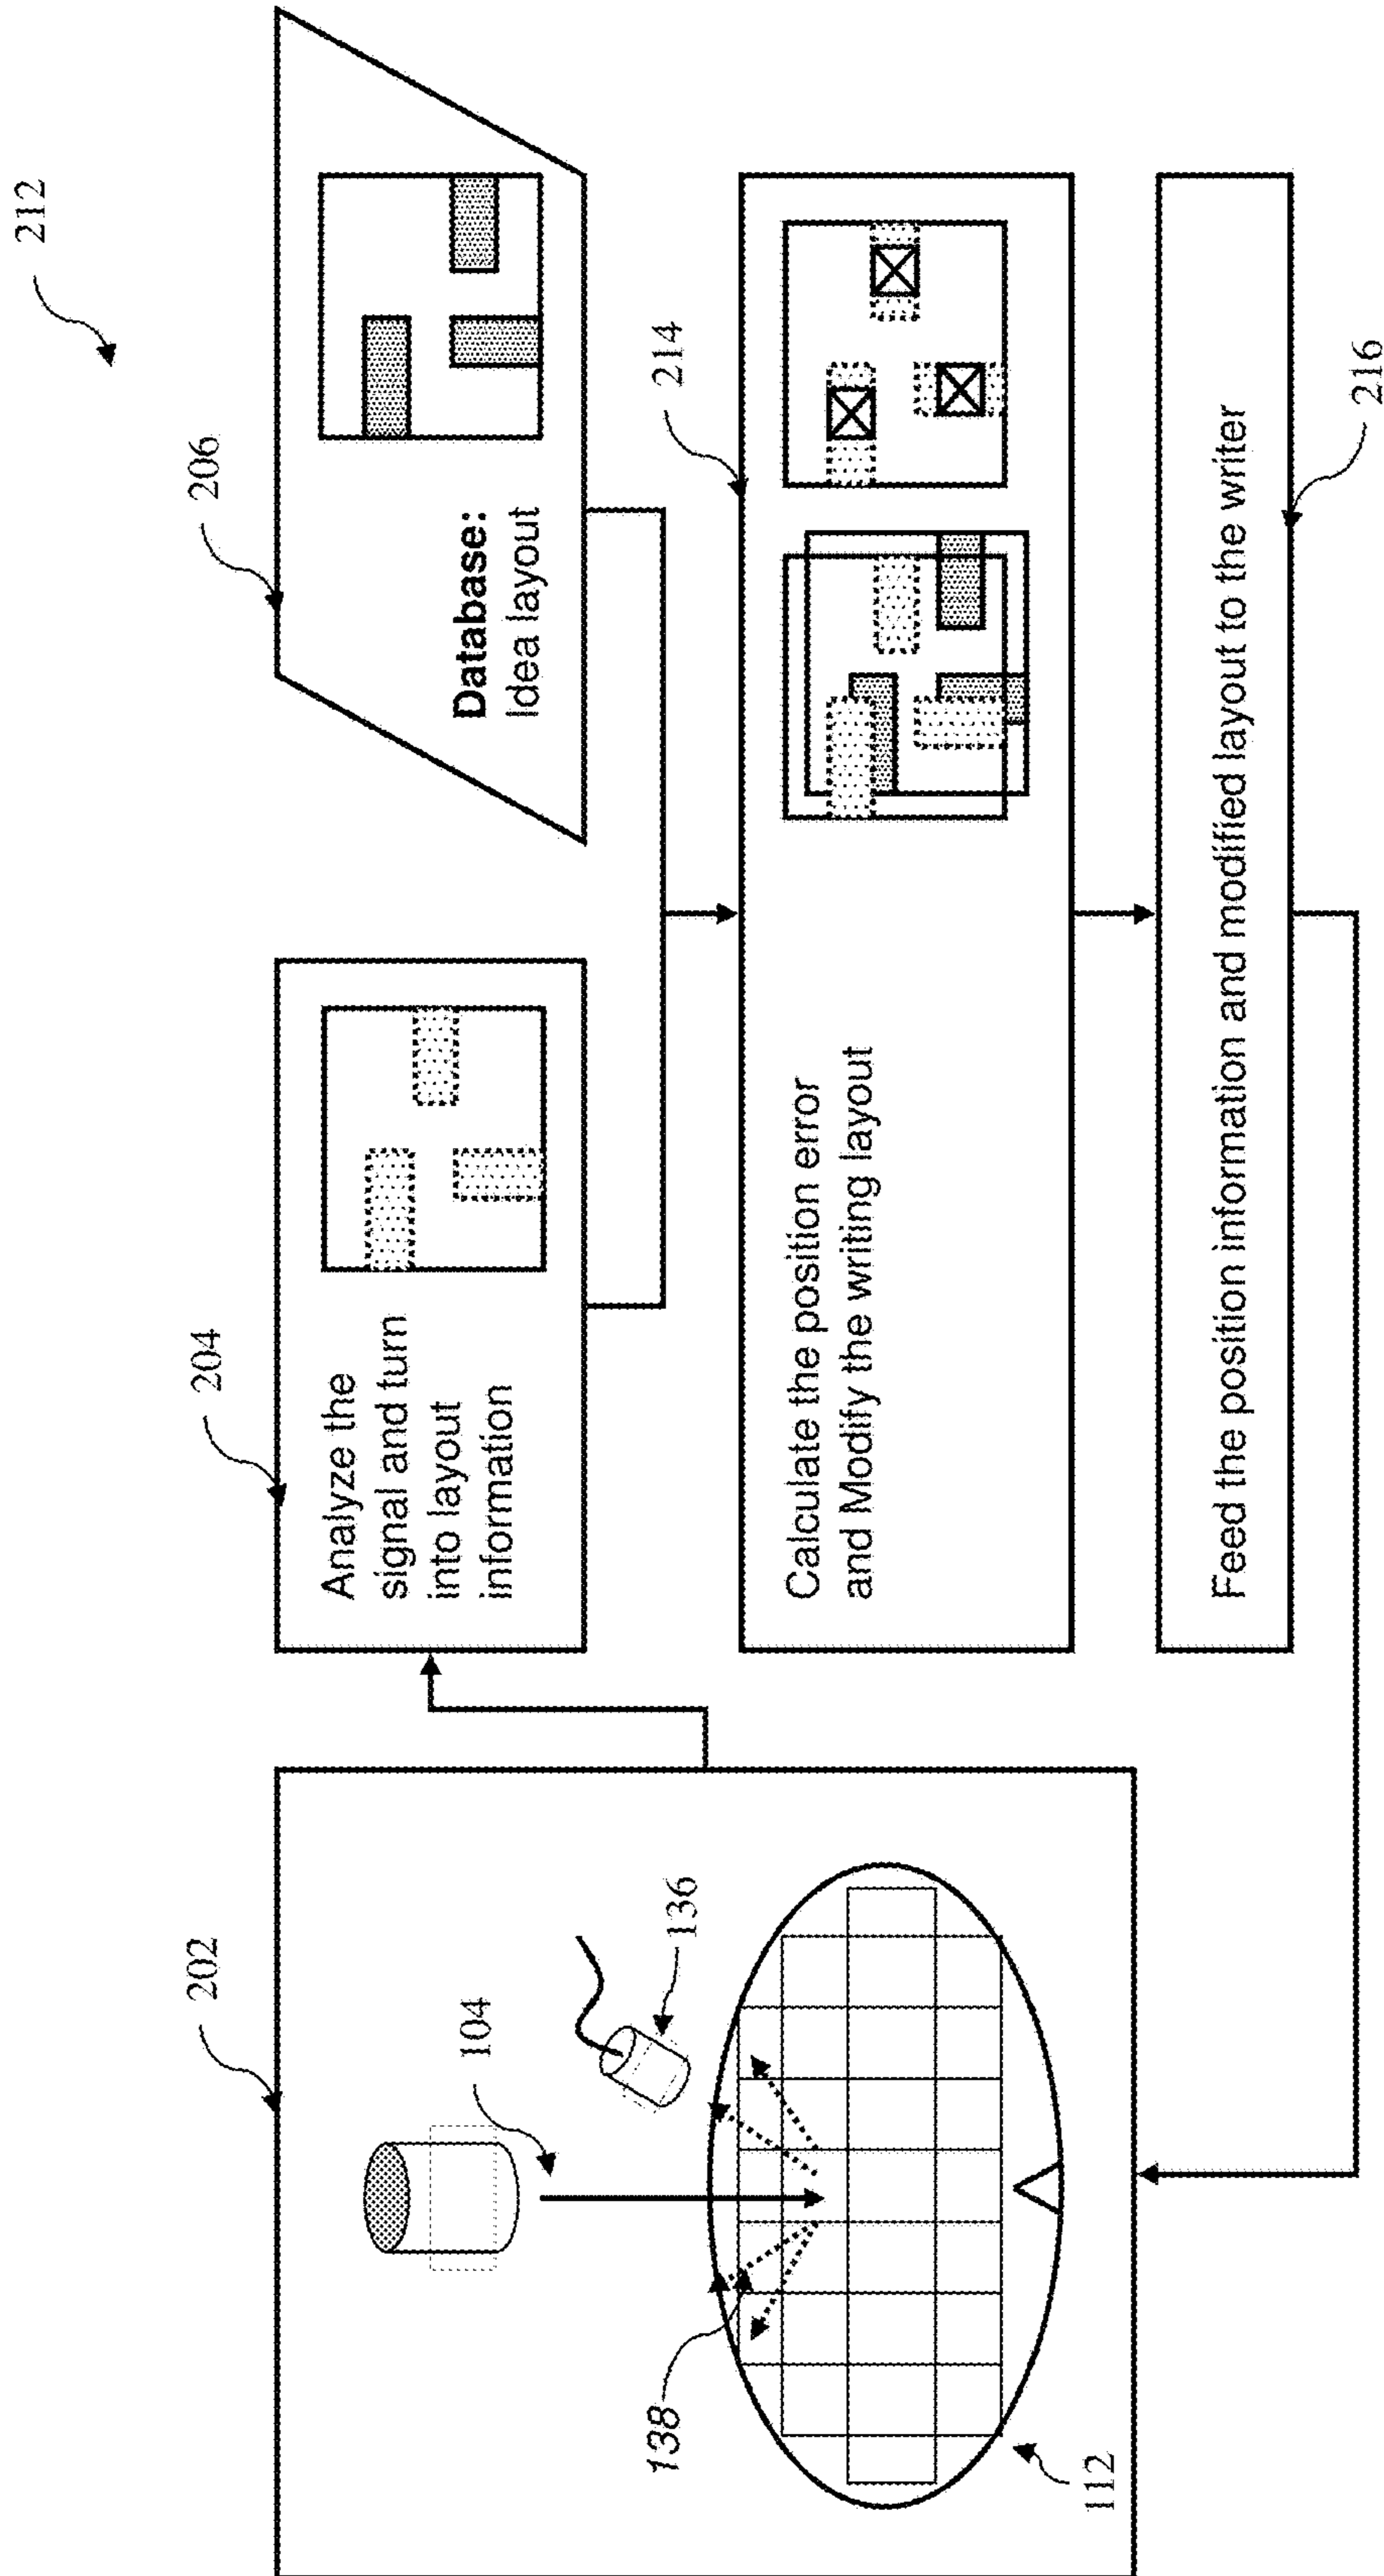 212
202
104
136
138
112
204
Analyze the
signal and turn
into layout
information
206
Database:
Idea layout
214
Calculate the position error
and Modify the writing layout
Feed the position information and modified layout to the writer
216